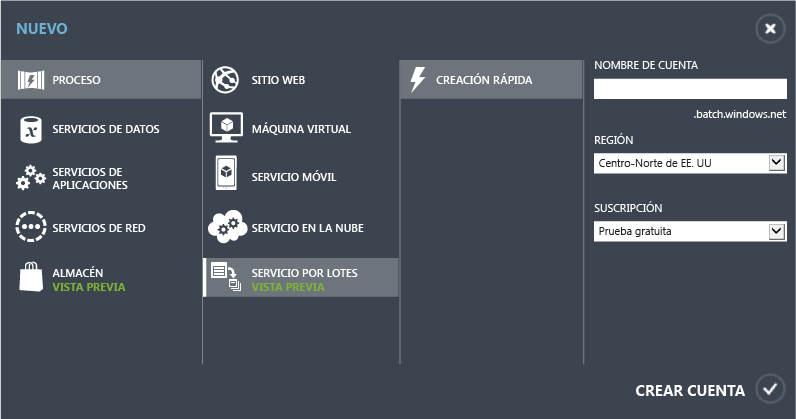 NUEVO
PROCESO
SERVICIOS DE DATOS
SERVICIOS DE
APLICACIONES
SERVICIOS DE RED
ALMACÉN
VISTA PREVIA
SITIO WEB
MÁQUINA VIRTUAL
SERVICIO MÓVIL
SERVICIO EN LA NUBE
SERVICIO POR LOTES
VISTA PREVIA
CREACIÓN RÁPIDA
NOMBRE DE CUENTA
.batch.windows.net
REGIÓN
Centro-Norte de EE. UU
SUSCRIPCIÓN
Prueba gratuita
CREAR CUENTA